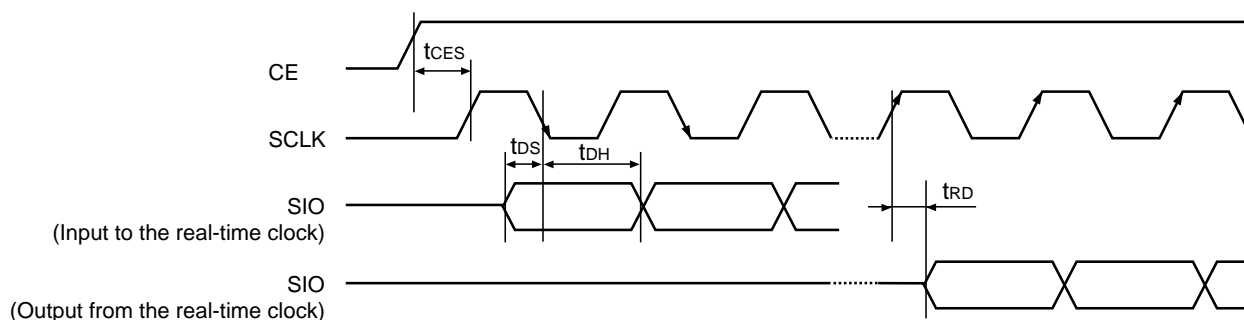 tCES
CE
SCLK
tDS
tDH
tRD
SIO
(Input to the real-time clock)
SIO
(Output from the real-time clock)